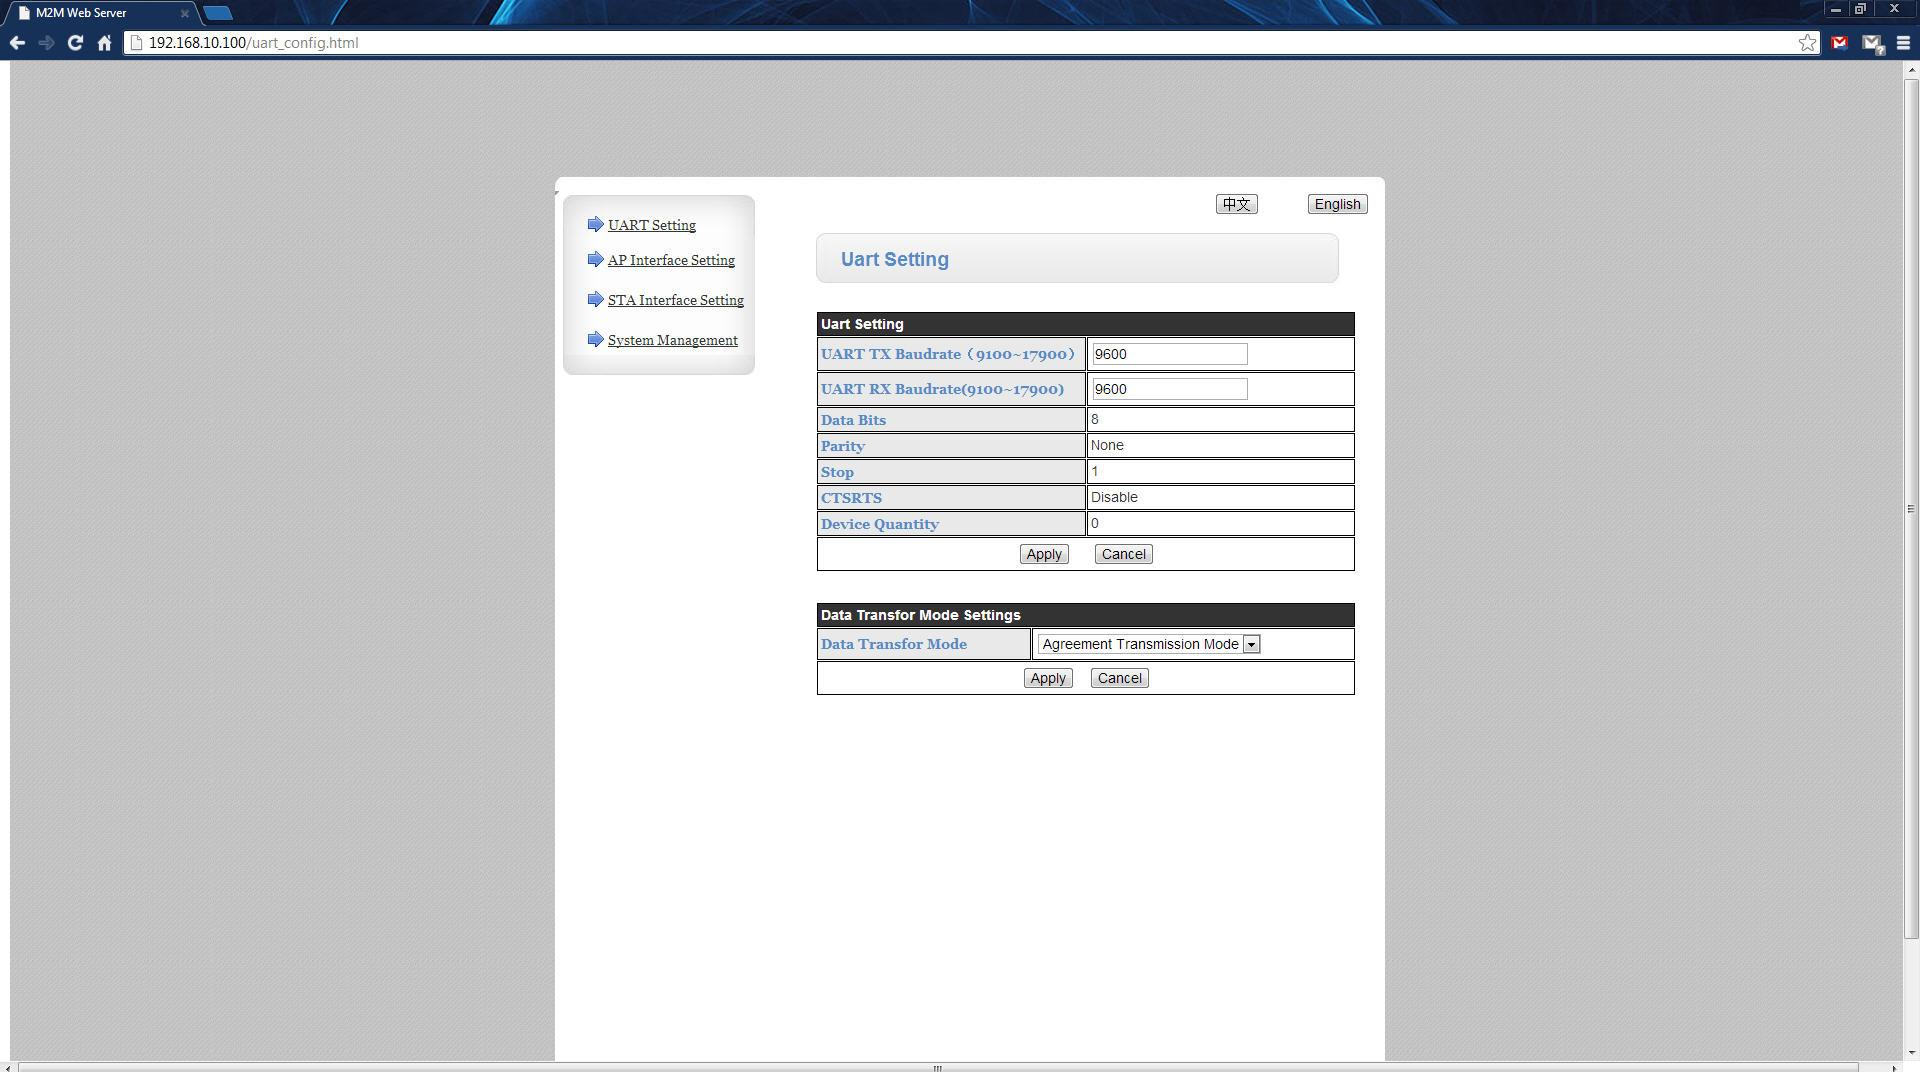 M2M Web Server
192.168.10.100/uart_config.html
UART Setting
AP Interface Setting
STA Interface Setting
System Management
中文
English
Uart Setting
Uart Setting
UART TX Baudrate（9100~17900）
9600
UART RX Baudrate(9100~17900)
9600
Data Bits
8
Parity
None
Stop
1
CTSRTS
Disable
Device Quantity
0
Apply
Cancel
Data Transfor Mode Settings
Data Transfor Mode
Agreement Transmission Mode
Apply
Cancel